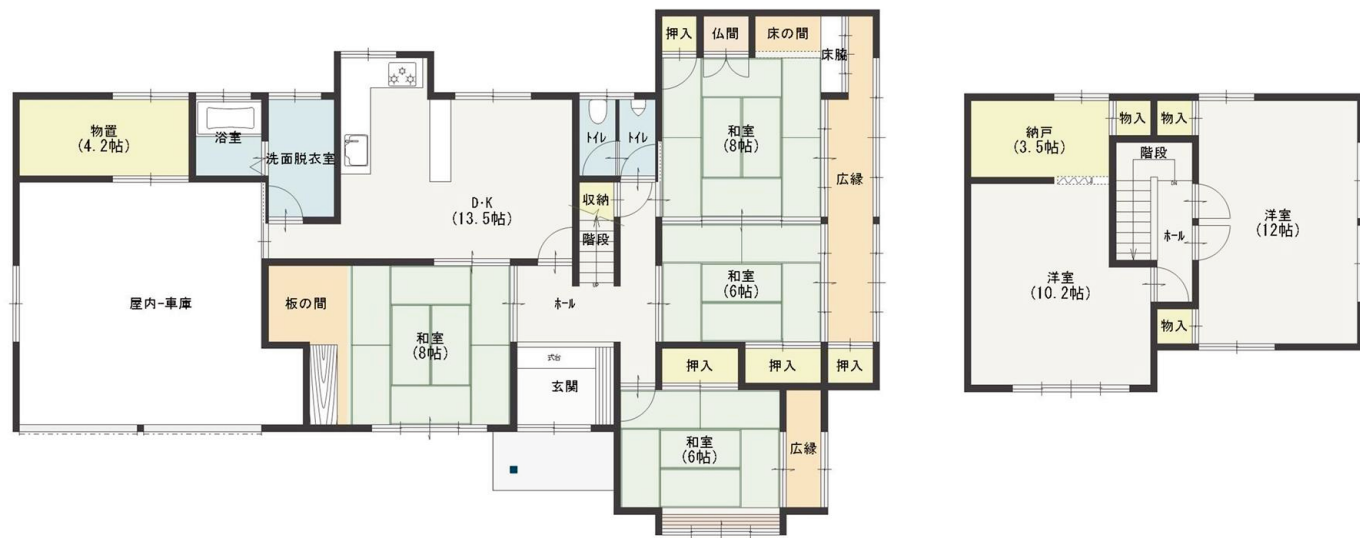 押入
仏間
床の間
床脇
物置
(4.2帖)
浴室
洗面脱衣室
トイレ
トイレ
和室
(8帖)
広縁
D・K
(13.5帖)
収納
階段
和室
(6帖)
屋内-車庫
板の間
和室
(8帖)
ホール
式台
玄関
押入
押入
押入
和室
(6帖)
広縁
納戸
(3.5帖)
物入
物入
階段
ホール
洋室
(12帖)
洋室
(10.2帖)
物入